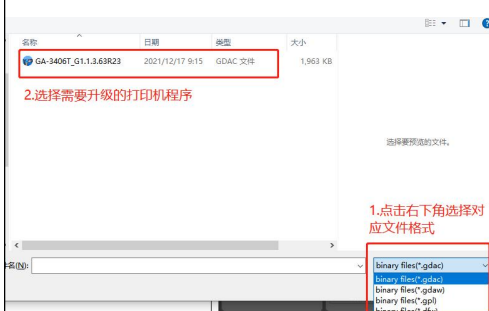 名称 日期 类型 大小
GA-3406T_G1.1.3.63R23 2021/12/17 9:15 GDAC 文件 1,963 KB
2.选择需要升级的打印机程序
选择要预览的文件。
1.点击右下角选择对
应文件格式
名(N): binary files(*.gdac)
binary files(*.gdac)
binary files(*.gdaw)
binary files(*.gpl)
binary files(*.dfu)